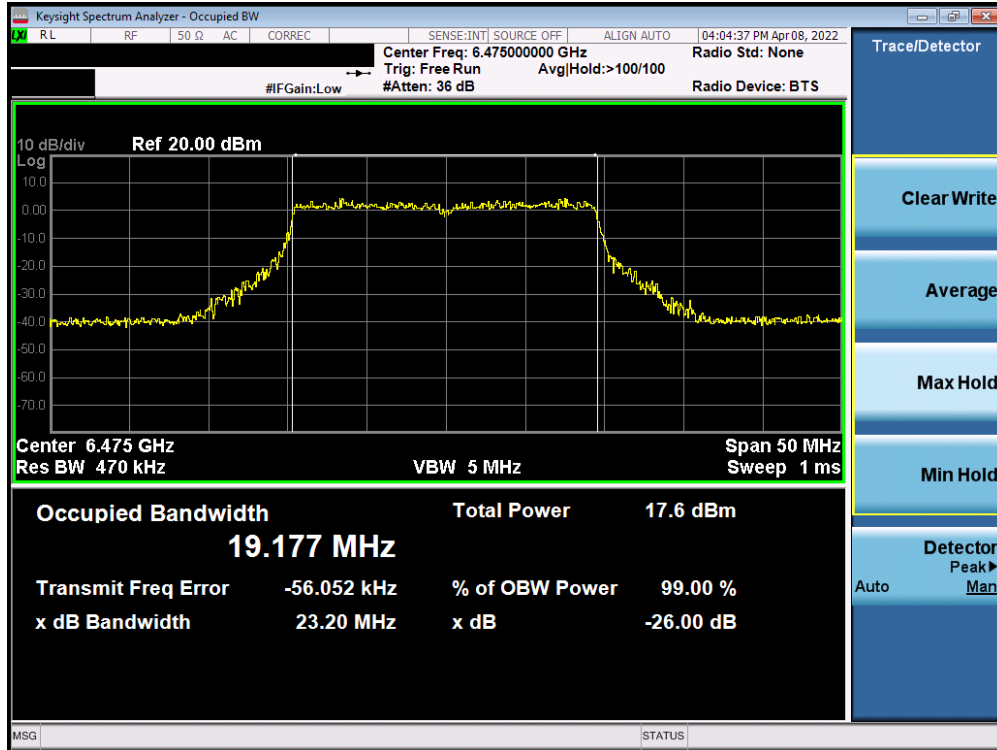 Keysight Spectrum Analyzer - Occupied BW
LXI RL RF 50 Ω AC CORREC SENSE:INT SOURCE OFF ALIGN AUTO 04:04:37 PM Apr 08, 2022
Center Freq: 6.475000000 GHz Radio Std: None
Trig: Free Run Avg|Hold:>100/100
#IFGain:Low #Atten: 36 dB Radio Device: BTS
Trace/Detector
10 dB/div Ref 20.00 dBm
Log
10.0
0.00
-10.0
-20.0
-30.0
-40.0
-50.0
-60.0
-70.0
Center 6.475 GHz Span 50 MHz
Res BW 470 kHz VBW 5 MHz Sweep 1 ms
Occupied Bandwidth Total Power 17.6 dBm
19.177 MHz
Transmit Freq Error -56.052 kHz % of OBW Power 99.00 %
x dB Bandwidth 23.20 MHz x dB -26.00 dB
Clear Write
Average
Max Hold
Min Hold
Detector
Peak▶
Auto Man
MSG STATUS